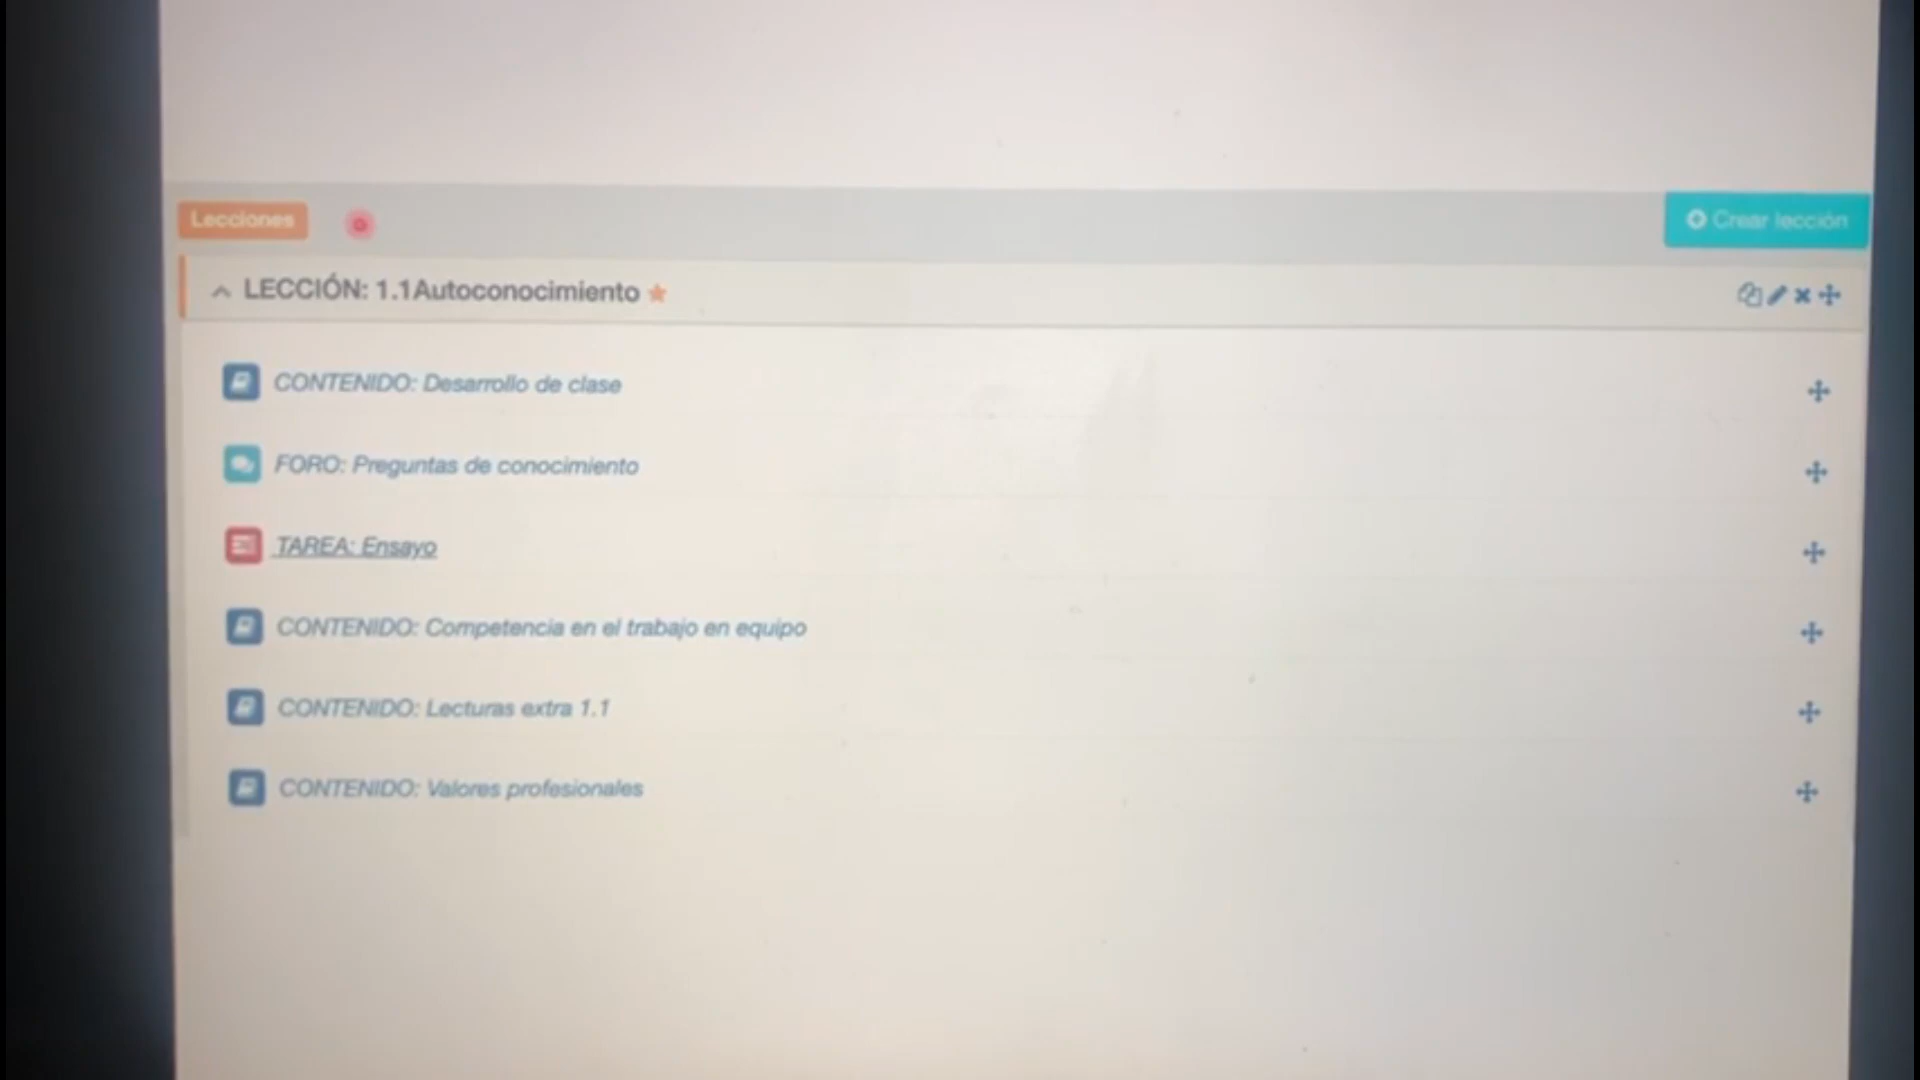 Lecciones
Crear lección
LECCIÓN: 1.1Autoconocimiento
CONTENIDO: Desarrollo de clase
FORO: Preguntas de conocimiento
TAREA: Ensayo
CONTENIDO: Competencia en el trabajo en equipo
CONTENIDO: Lecturas extra 1.1
CONTENIDO: Valores profesionales